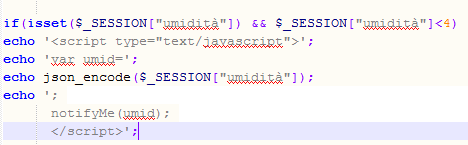 if(isset($_SESSION["umidità"]) && $_SESSION["umidità"]<4)
echo '<script type="text/javascript">';
echo 'var umid=';
echo json_encode($_SESSION["umidità"]);
echo ';
notifyMe(umid);
</script>';